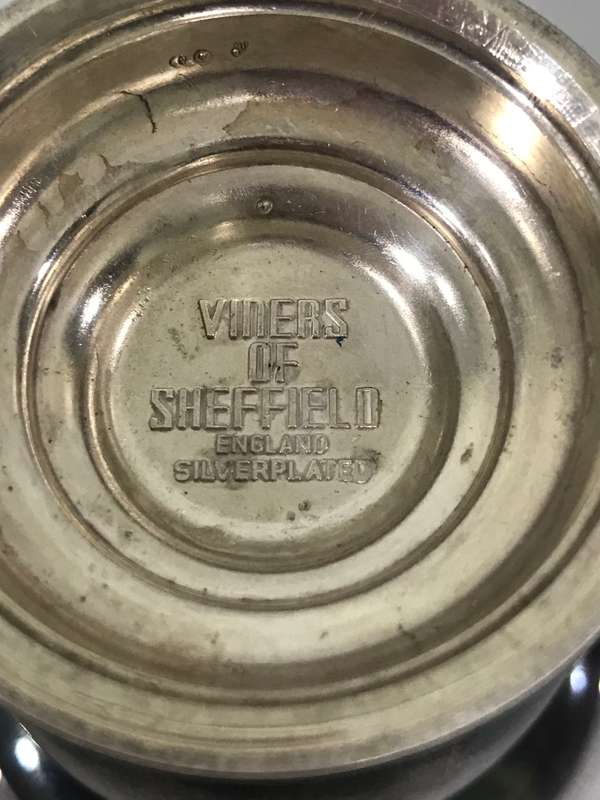 VINERS
OF
SHEFFIELD
ENGLAND
SILVERPLATED